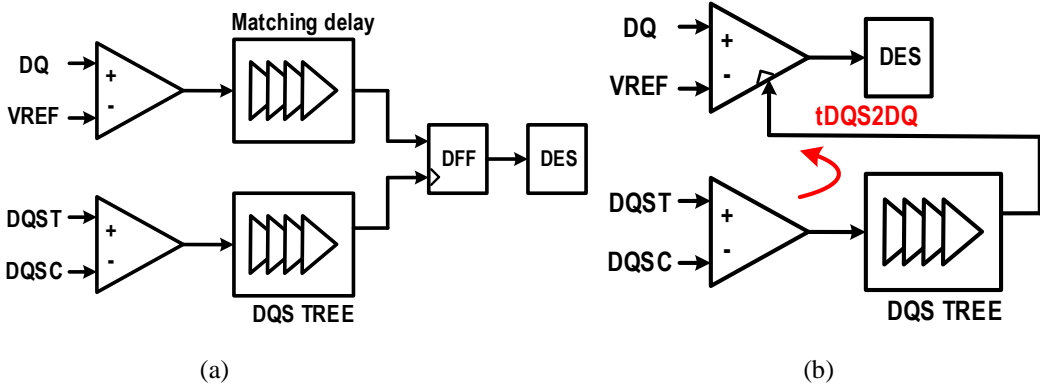 Matching delay
DQ
+
-
VREF
DFF
DES
DQST
+
-
DQSC
DQS TREE
(a)
DQ
+
-
VREF
DES
tDQS2DQ
DQST
+
-
DQSC
DQS TREE
(b)